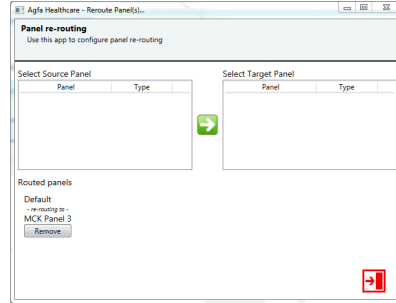 Agfa Healthcare - Reroute Panel(s)...
Panel re-routing
Use this app to configure panel re-routing
Select Source Panel
Select Target Panel
Panel Type
Panel Type
Routed panels
Default
- re-routing to -
MCK Panel 3
Remove